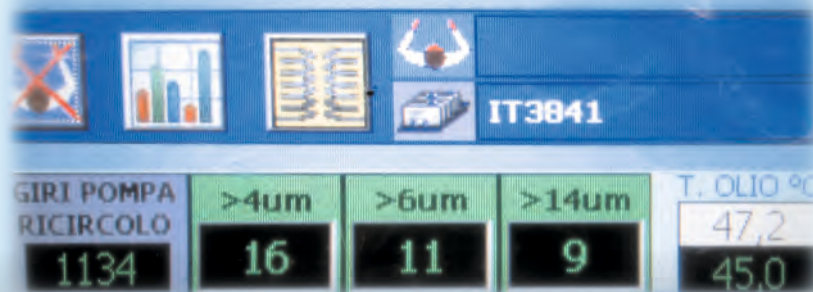 IT3841
GIRI POMPA
RICIRCOLO
1134
>4um
16
>6um
11
>14um
9
T. OLIO °C
47,2
45,0